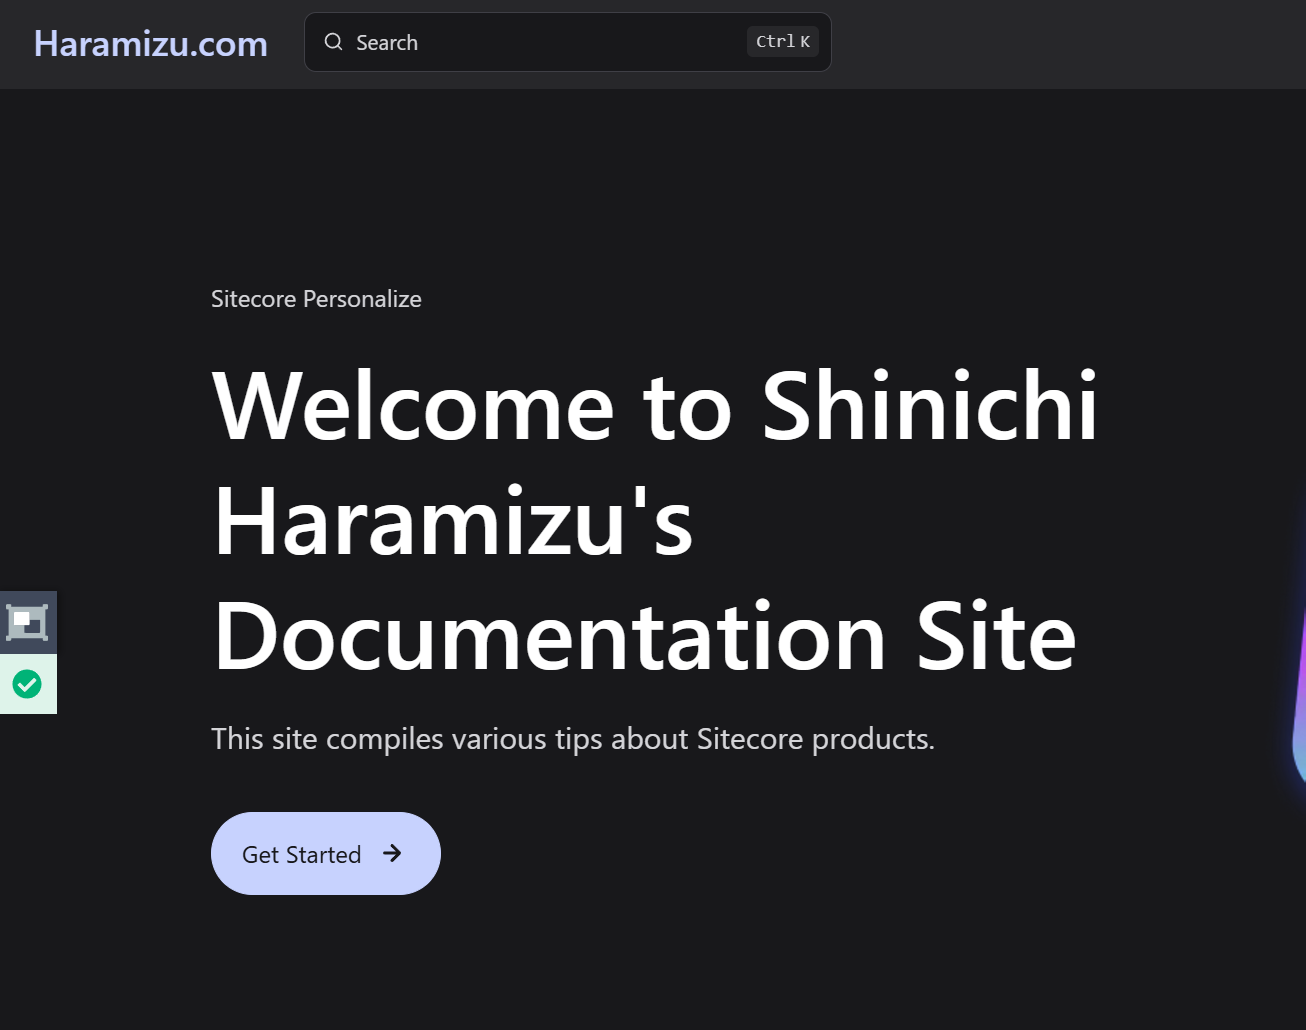 Haramizu.com
Search
Ctrl K
Sitecore Personalize
Welcome to Shinichi
Haramizu's
Documentation Site
This site compiles various tips about Sitecore products.
Get Started